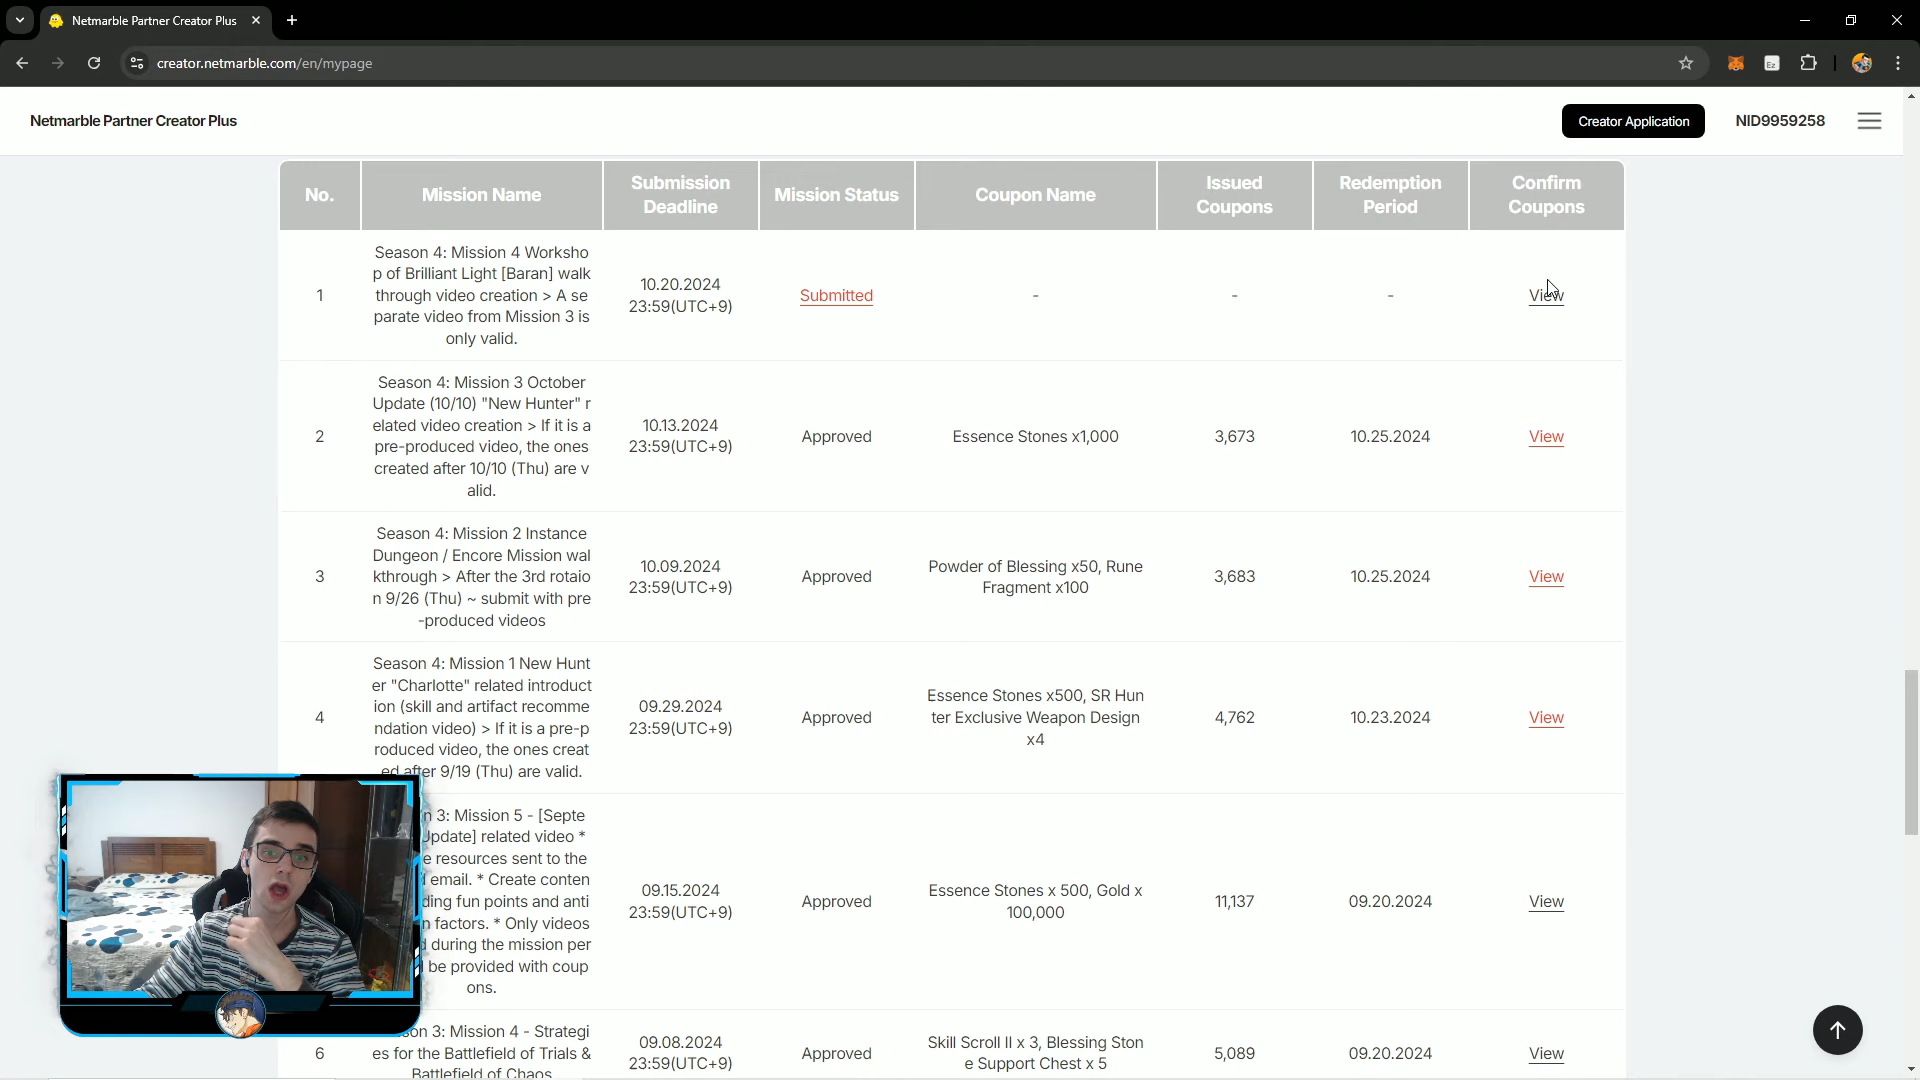 Netmarble Partner Creator Plus
creator.netmarble.com/en/mypage
Netmarble Partner Creator Plus
Creator Application
NID9959258
No.
Mission Name
Submission
Deadline
Mission Status
Coupon Name
Issued
Coupons
Redemption
Period
Confirm
Coupons
1
Season 4: Mission 4 Worksho
p of Brilliant Light [Baran] walk
through video creation > A se
parate video from Mission 3 is
only valid.
10.20.2024
23:59(UTC+9)
Submitted
-
-
-
View
2
Season 4: Mission 3 October
Update (10/10) "New Hunter" r
elated video creation > If it is a
pre-produced video, the ones
created after 10/10 (Thu) are v
alid.
10.13.2024
23:59(UTC+9)
Approved
Essence Stones x1,000
3,673
10.25.2024
View
3
Season 4: Mission 2 Instance
Dungeon / Encore Mission wal
kthrough > After the 3rd rotaio
n 9/26 (Thu) ~ submit with pre
-produced videos
10.09.2024
23:59(UTC+9)
Approved
Powder of Blessing x50, Rune
Fragment x100
3,683
10.25.2024
View
4
Season 4: Mission 1 New Hunt
er "Charlotte" related introduct
ion (skill and artifact recomme
ndation video) > If it is a pre-p
roduced video, the ones creat
ed after 9/19 (Thu) are valid.
09.29.2024
23:59(UTC+9)
Approved
Essence Stones x500, SR Hun
ter Exclusive Weapon Design
x4
4,762
10.23.2024
View
n 3: Mission 5 - [Septe
Update] related video *
e resources sent to the
email. * Create conten
ding fun points and anti
n factors. * Only videos
d during the mission per
be provided with coup
ons.
09.15.2024
23:59(UTC+9)
Approved
Essence Stones x 500, Gold x
100,000
11,137
09.20.2024
View
6
on 3: Mission 4 - Strategi
es for the Battlefield of Trials &
Battlefield of Chaos
09.08.2024
23:59(UTC+9)
Approved
Skill Scroll II x 3, Blessing Ston
e Support Chest x 5
5,089
09.20.2024
View